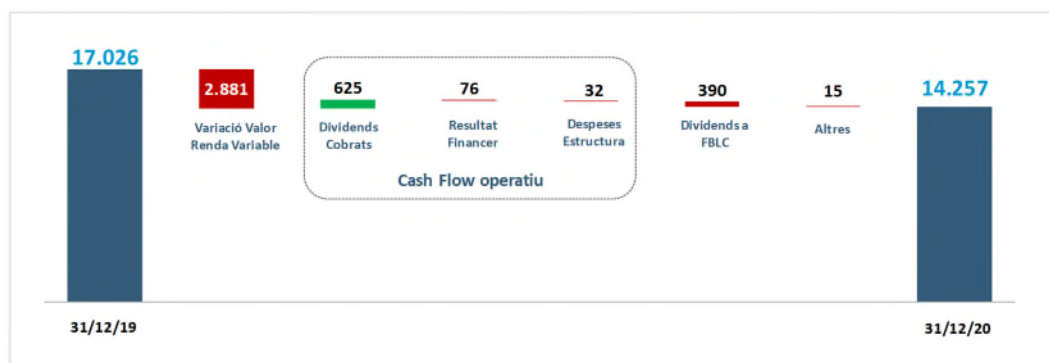 17.026
2.881
Variació Valor
Renda Variable
625
Dividends
Cobrats
76
Resultat
Financer
32
Despeses
Estructura
Cash Flow operatiu
390
Dividends a
FBLC
15
Altres
14.257
31/12/19
31/12/20